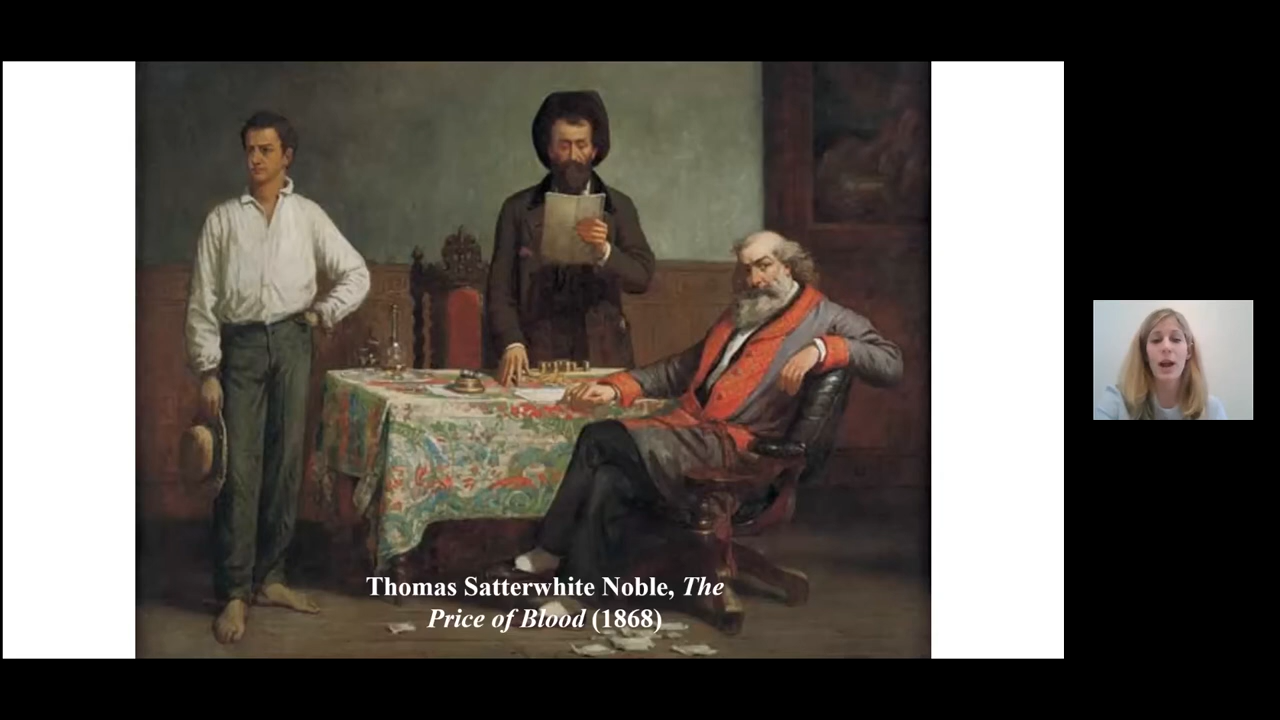 Thomas Satterwhite Noble, The
Price of Blood (1868)